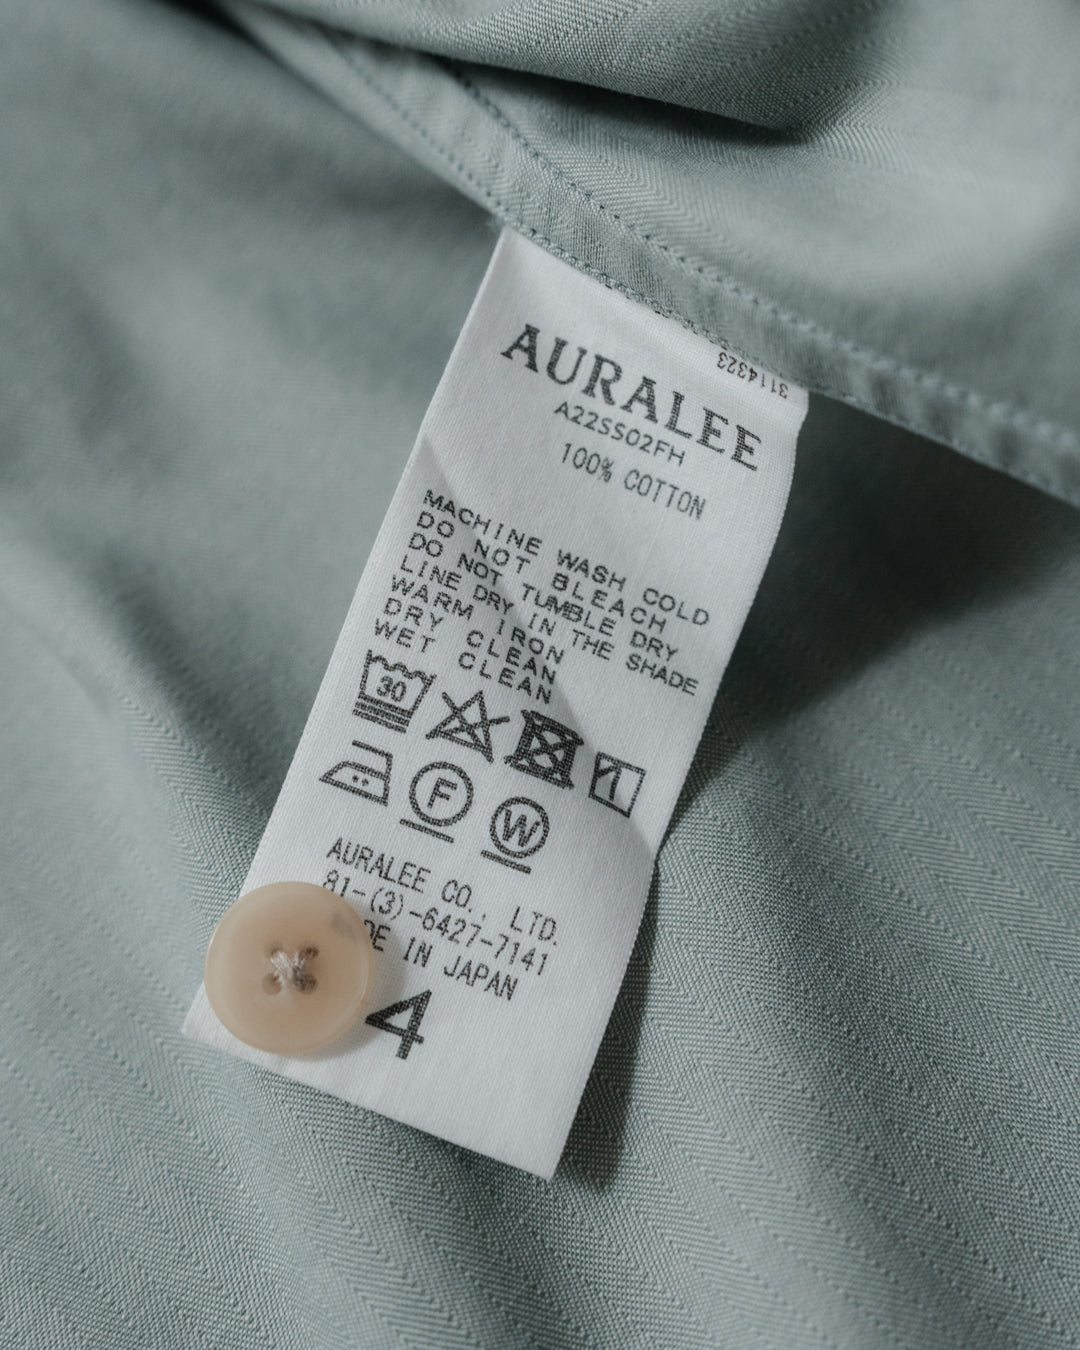 AURALEE
3114323
A22SS02FH
100% COTTON
MACHINE WASH COLD
DO NOT BLEACH
DO NOT TUMBLE DRY
LINE DRY IN THE SHADE
WARM IRON
DRY CLEAN
WET CLEAN
30
F
W
AURALEE CO., LTD.
81-(3)-6427-7141
DE IN JAPAN
4